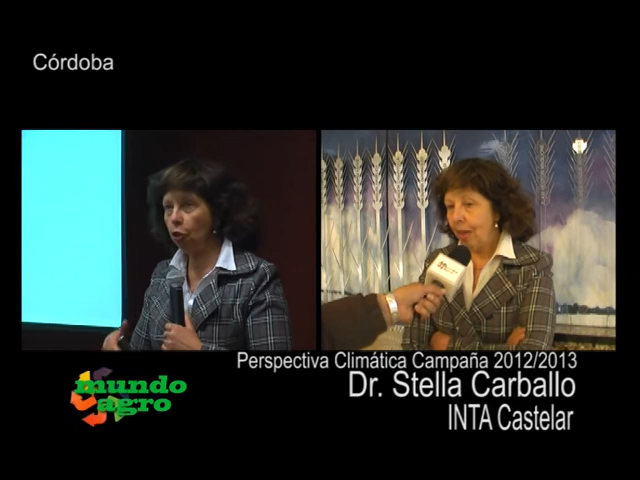 Córdoba
Perspectiva Climática Campaña 2012/2013
Dr. Stella Carballo
INTA Castelar
mundo
agro